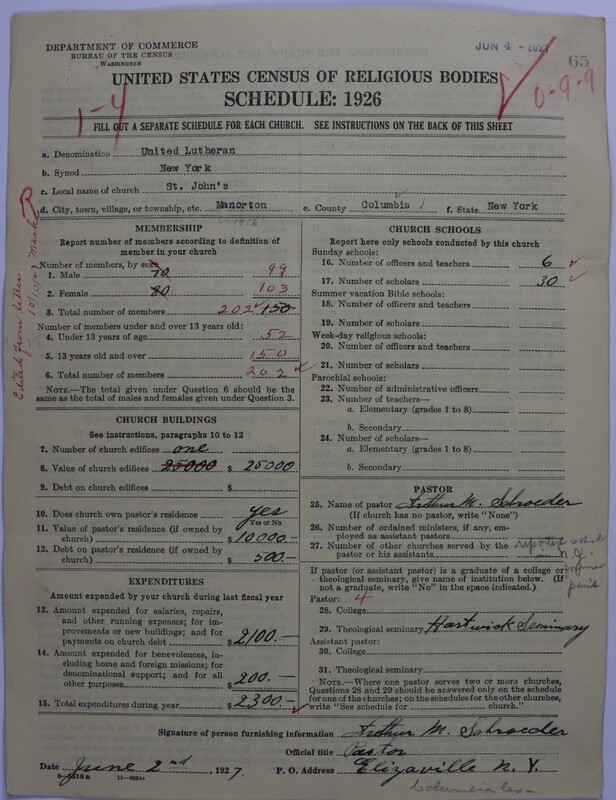 DEPARTMENT OF COMMERCE
BUREAU OF THE CENSUS
WASHINGTON
JUN 4 - 1927
65
UNITED STATES CENSUS OF RELIGIOUS BODIES
SCHEDULE: 1926
1-4
0-9-9
FILL OUT A SEPARATE SCHEDULE FOR EACH CHURCH. SEE INSTRUCTIONS ON THE BACK OF THIS SHEET
a. Denomination United Lutheran
b. Synod New York
c. Local name of church St. John's
d. City, town, village, or township, etc. Manorton e. County Columbia f. State New York
1916
Edited from letter
MEMBERSHIP
Report number of members according to definition of
member in your church
Number of members, by sex
1. Male 70 99
2. Female 80 103
3. Total number of members 202 150
Number of members under and over 13 years old:
4. Under 13 years of age 52
5. 13 years old and over 150
6. Total number of members 202
NOTE.—The total given under Question 6 should be
the same as the total of males and females given under Question 3.
CHURCH BUILDINGS
See instructions, paragraphs 10 to 12
7. Number of church edifices one
8. Value of church edifices 25000 $ 25000
9. Debt on church edifices $
10. Does church own pastor's residence yes
Yes or No
11. Value of pastor's residence (if owned by
church) $ 10000.—
12. Debt on pastor's residence (if owned by
church) $ 500.—
EXPENDITURES
Amount expended by your church during last fiscal year
13. Amount expended for salaries, repairs,
and other running expenses; for im-
provements or new buildings; and for
payments on church debt $ 2100.—
14. Amount expended for benevolences, in-
cluding home and foreign missions; for
denominational support; and for all
other purposes $ 200.—
15. Total expenditures during year $ 2300.—
CHURCH SCHOOLS
Report here only schools conducted by this church
Sunday schools:
16. Number of officers and teachers 6
17. Number of scholars 30
Summer vacation Bible schools:
18. Number of officers and teachers
19. Number of scholars
Week-day religious schools:
20. Number of officers and teachers
21. Number of scholars
Parochial schools:
22. Number of administrative officers
23. Number of teachers—
a. Elementary (grades 1 to 8)
b. Secondary
24. Number of scholars—
a. Elementary (grades 1 to 8)
b. Secondary
PASTOR
25. Name of pastor Arthur M. Schroeder
(If church has no pastor, write "None")
26. Number of ordained ministers, if any, em-
ployed as assistant pastors
27. Number of other churches served by the
pastor or his assistants
reported
If pastor (or assistant pastor) is a graduate of a college or
theological seminary, give name of institution below. (If
not a graduate, write "No" in the space indicated.)
Pastor: 4
28. College
29. Theological seminary Hartwick Seminary
Assistant pastor:
30. College
31. Theological seminary
NOTE.—Where one pastor serves two or more churches,
Questions 28 and 29 should be answered only on the schedule
for one of the churches; on the schedules for the other churches,
write "See schedule for church."
Signature of person furnishing information Arthur M. Schroeder
Official title Pastor
Date June 2nd, 1927. P. O. Address Elizaville N. Y.
Columbia Co—